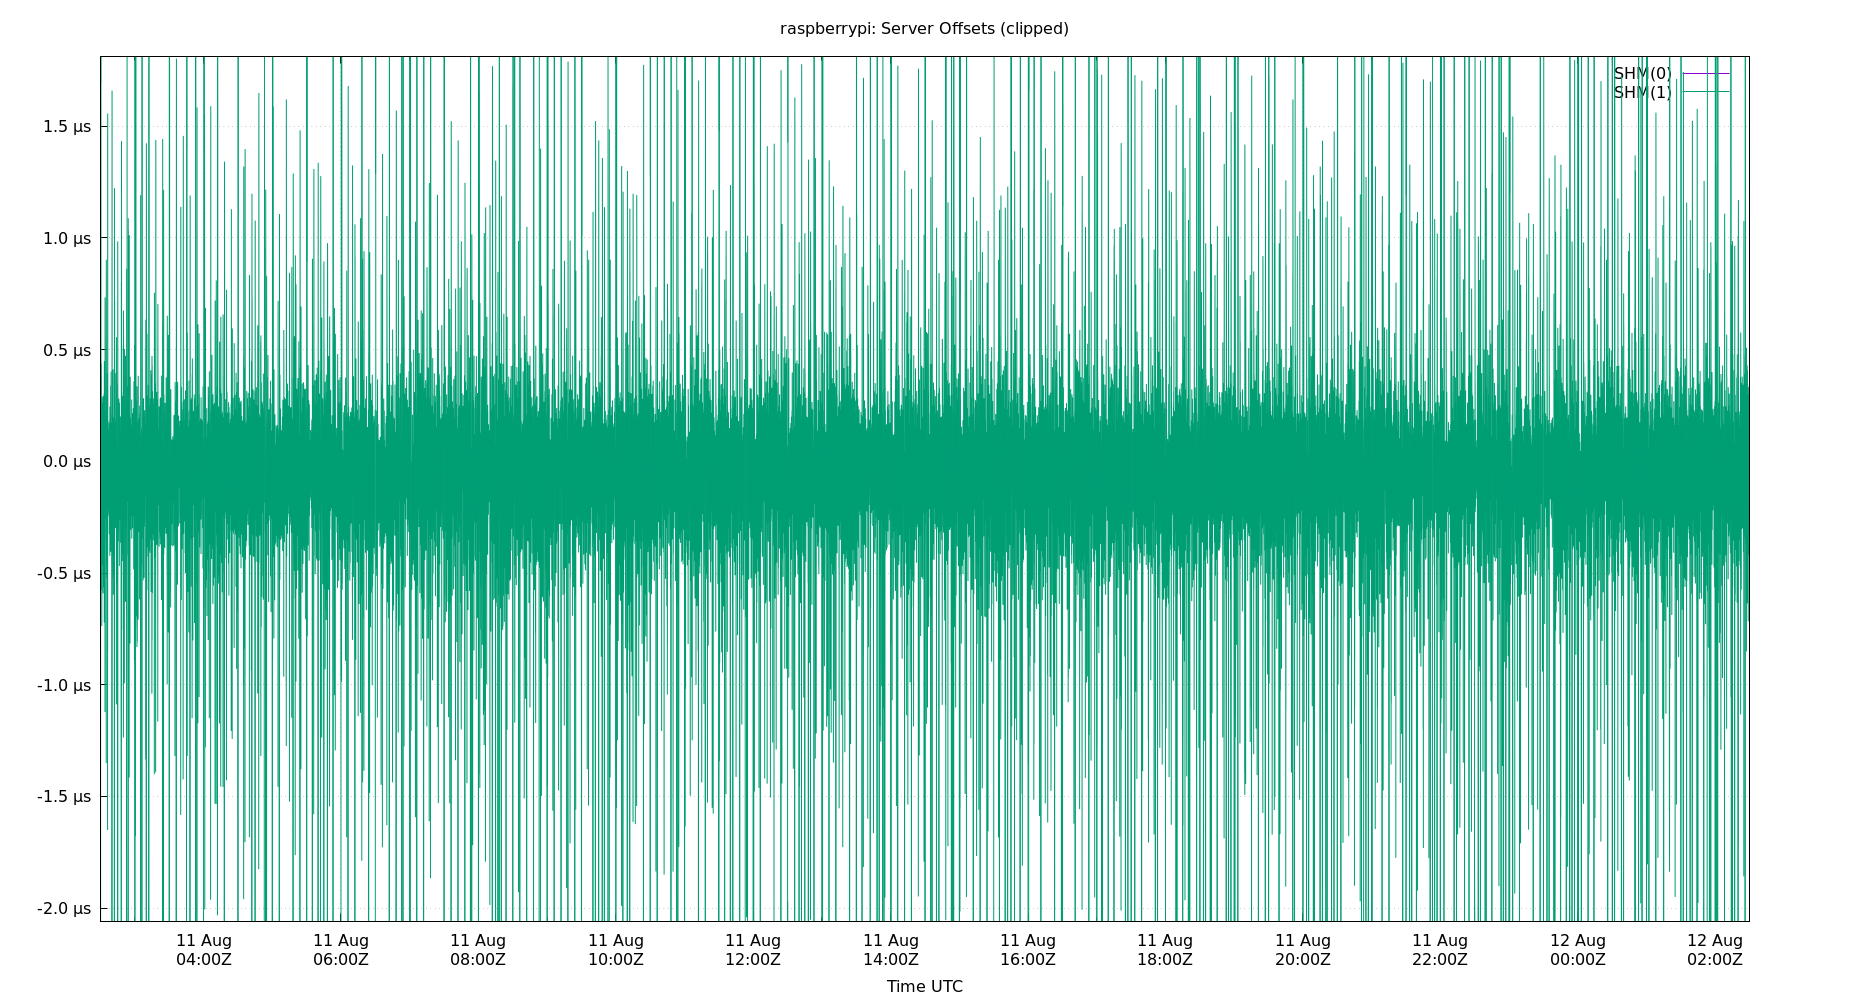 raspberrypi: Server Offsets (clipped)
SHM(0)
SHM(1)
1.5 µs
1.0 µs
0.5 µs
0.0 µs
-0.5 µs
-1.0 µs
-1.5 µs
-2.0 µs
11 Aug 11 Aug 11 Aug 11 Aug 11 Aug 11 Aug 11 Aug 11 Aug 11 Aug 11 Aug 12 Aug 12 Aug
04:00Z 06:00Z 08:00Z 10:00Z 12:00Z 14:00Z 16:00Z 18:00Z 20:00Z 22:00Z 00:00Z 02:00Z
Time UTC